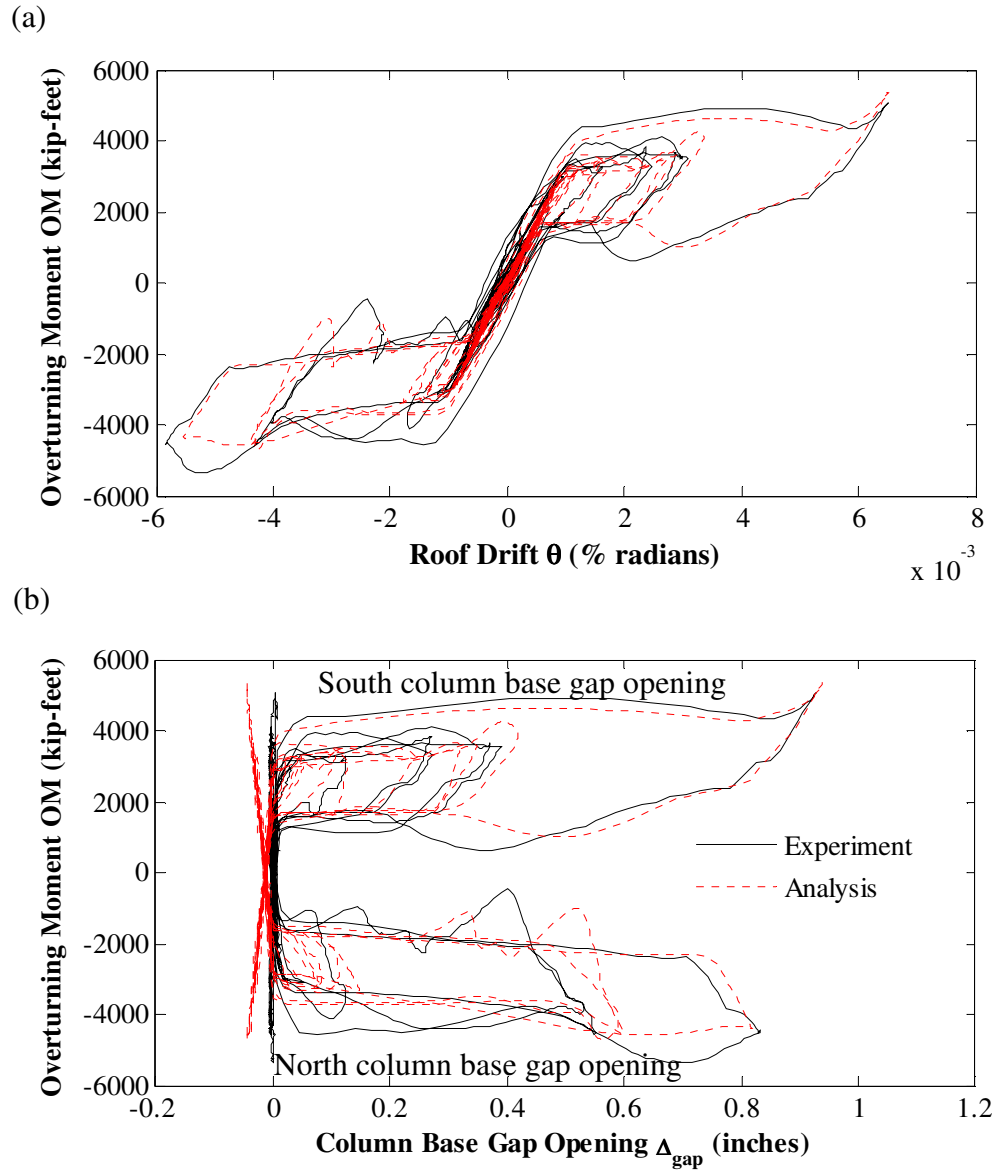 (a)
6000
4000
2000
0
-2000
-4000
-6000
Overturning Moment OM (kip-feet)
-6
-4
-2
0
2
4
6
8
Roof Drift θ (% radians)
x 10⁻³
(b)
6000
4000
2000
0
-2000
-4000
-6000
Overturning Moment OM (kip-feet)
South column base gap opening
Experiment
Analysis
North column base gap opening
-0.2
0
0.2
0.4
0.6
0.8
1
1.2
Column Base Gap Opening Δgap (inches)